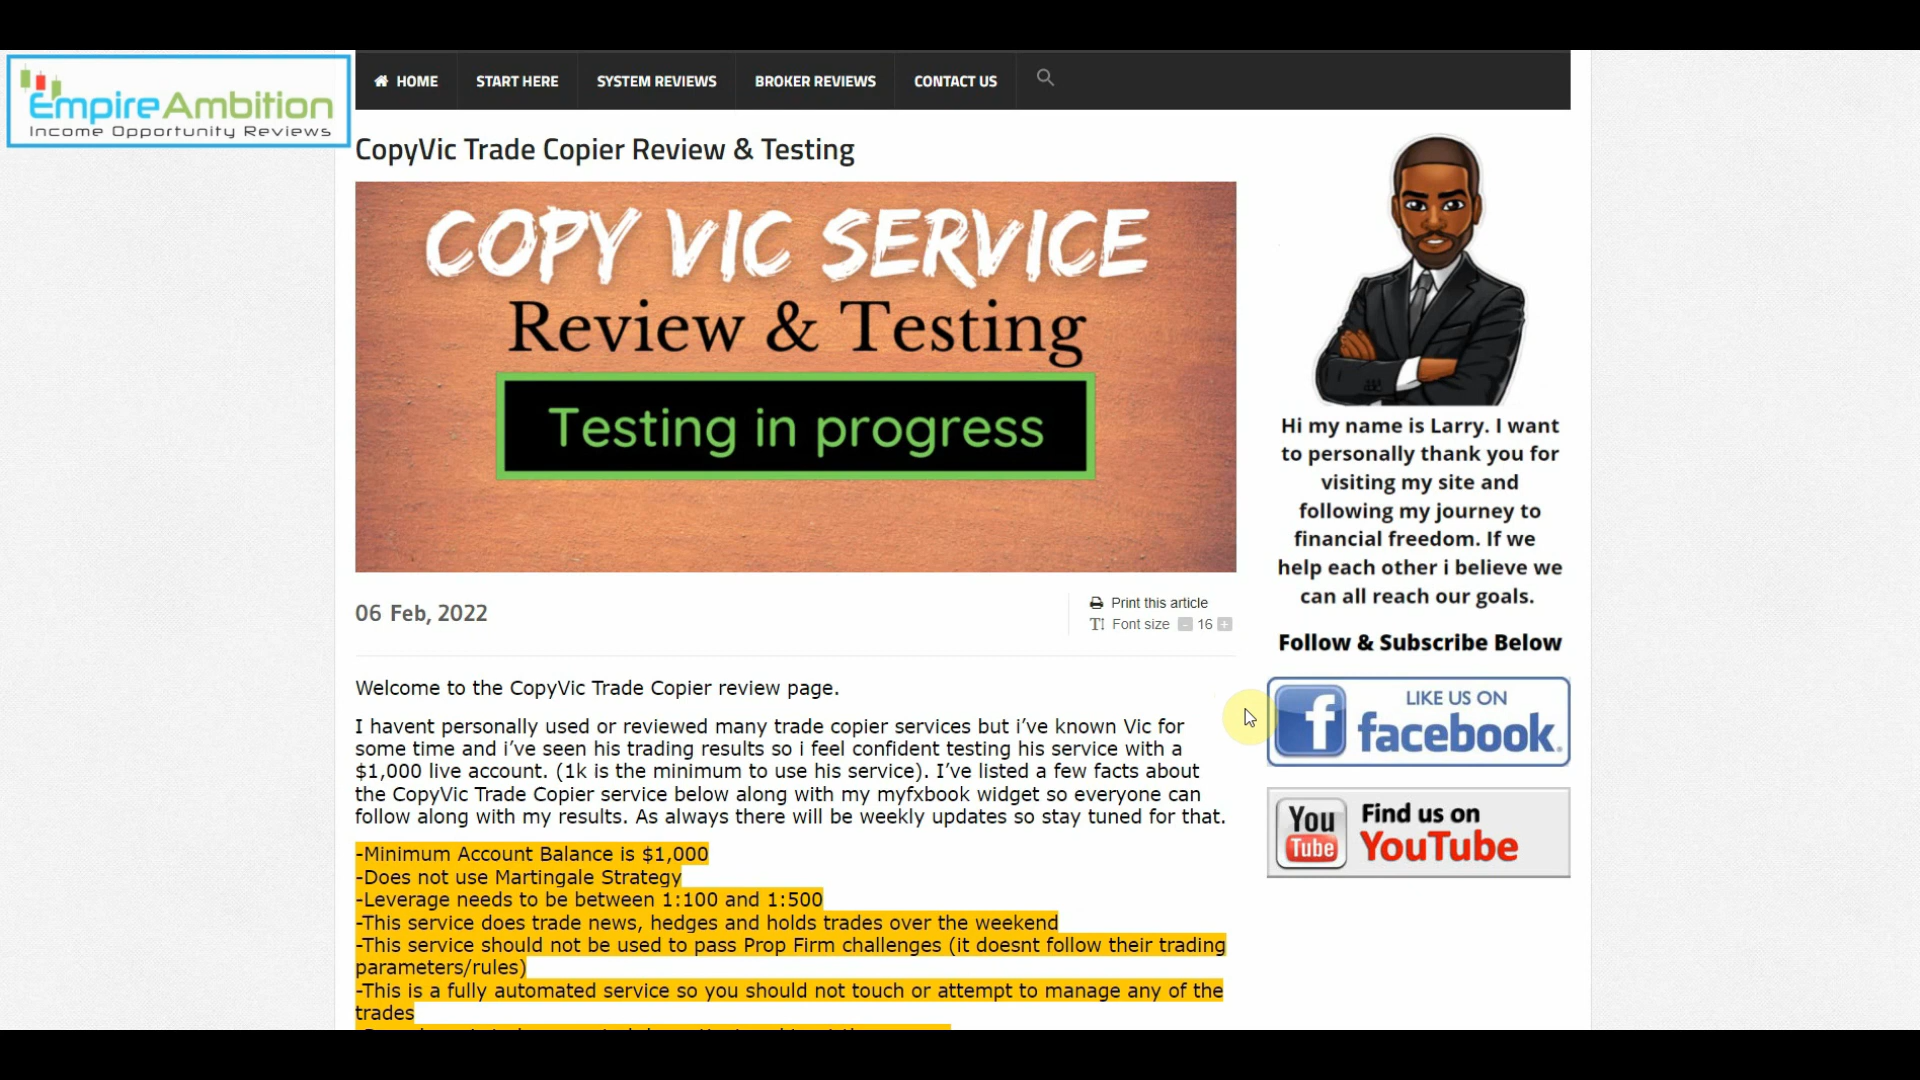 EmpireAmbition
Income Opportunity Reviews
HOME
START HERE
SYSTEM REVIEWS
BROKER REVIEWS
CONTACT US
CopyVic Trade Copier Review & Testing
COPY VIC SERVICE
Review & Testing
Testing in progress
06 Feb, 2022
Print this article
TI Font size - 16 +
Welcome to the CopyVic Trade Copier review page.
I havent personally used or reviewed many trade copier services but i've known Vic for
some time and i've seen his trading results so i feel confident testing his service with a
$1,000 live account. (1k is the minimum to use his service). I've listed a few facts about
the CopyVic Trade Copier service below along with my myfxbook widget so everyone can
follow along with my results. As always there will be weekly updates so stay tuned for that.
-Minimum Account Balance is $1,000
-Does not use Martingale Strategy
-Leverage needs to be between 1:100 and 1:500
-This service does trade news, hedges and holds trades over the weekend
-This service should not be used to pass Prop Firm challenges (it doesnt follow their trading
parameters/rules)
-This is a fully automated service so you should not touch or attempt to manage any of the
trades
Hi my name is Larry. I want
to personally thank you for
visiting my site and
following my journey to
financial freedom. If we
help each other i believe we
can all reach our goals.
Follow & Subscribe Below
f
LIKE US ON
facebook.
You
Tube
Find us on
YouTube